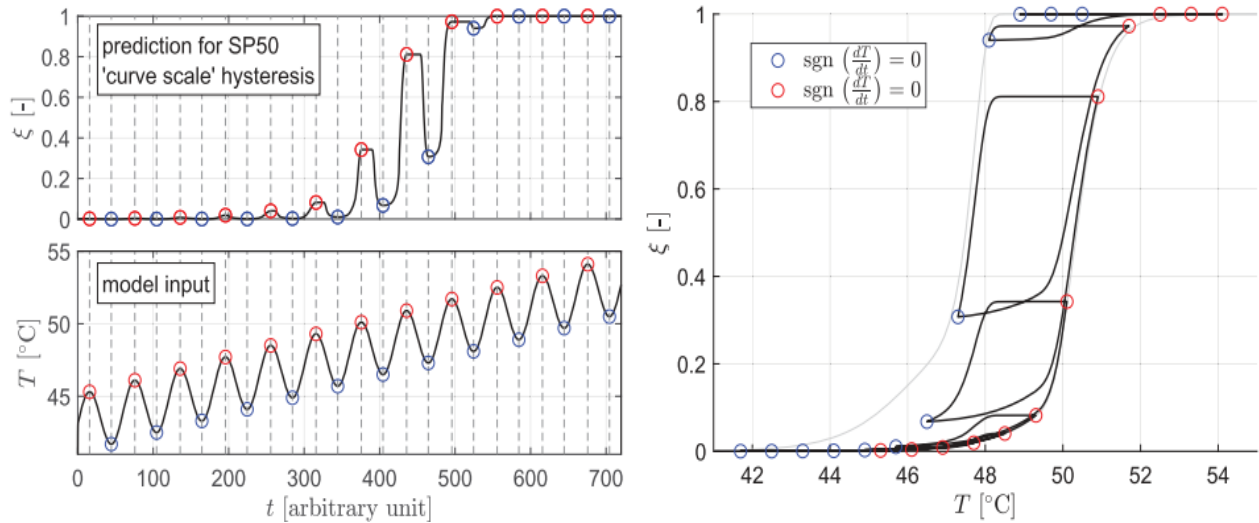 1
0.8
0.6
0.4
0.2
0
ξ [-]
prediction for SP50
'curve scale' hysteresis
55
50
45
T [°C]
model input
0 100 200 300 400 500 600 700
t [arbitrary unit]
1
0.8
0.6
0.4
0.2
0
ξ [-]
sgn (dT/dt) = 0
sgn (dT/dt) = 0
42 44 46 48 50 52 54
T [°C]